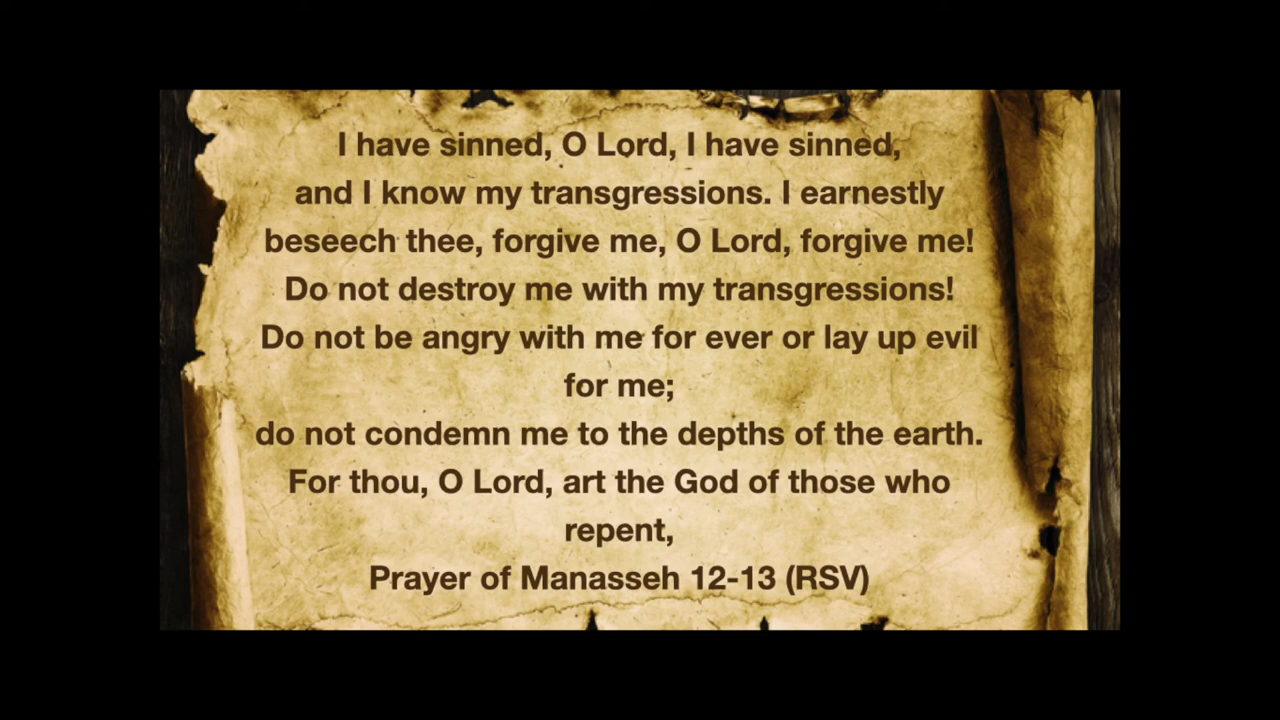 I have sinned, O Lord, I have sinned,
and I know my transgressions. I earnestly
beseech thee, forgive me, O Lord, forgive me!
Do not destroy me with my transgressions!
Do not be angry with me for ever or lay up evil
for me;
do not condemn me to the depths of the earth.
For thou, O Lord, art the God of those who
repent,
Prayer of Manasseh 12-13 (RSV)